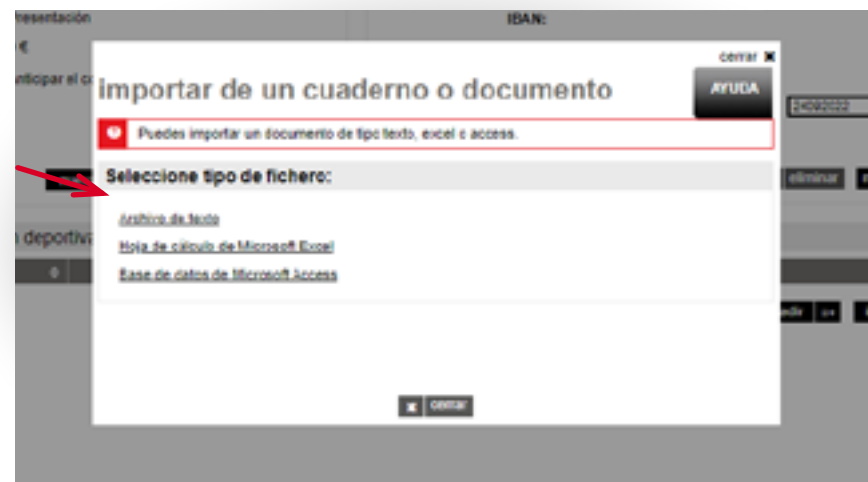 Presentación
IBAN:
€
cerrar
Importar de un cuaderno o documento
AYUDA
Puedes importar un documento de tipo texto, excel o access.
Seleccione tipo de fichero:
eliminar
Archivo de texto
deportiva
Hoja de cálculo de Microsoft Excel
Base de datos de Microsoft Access
cerrar